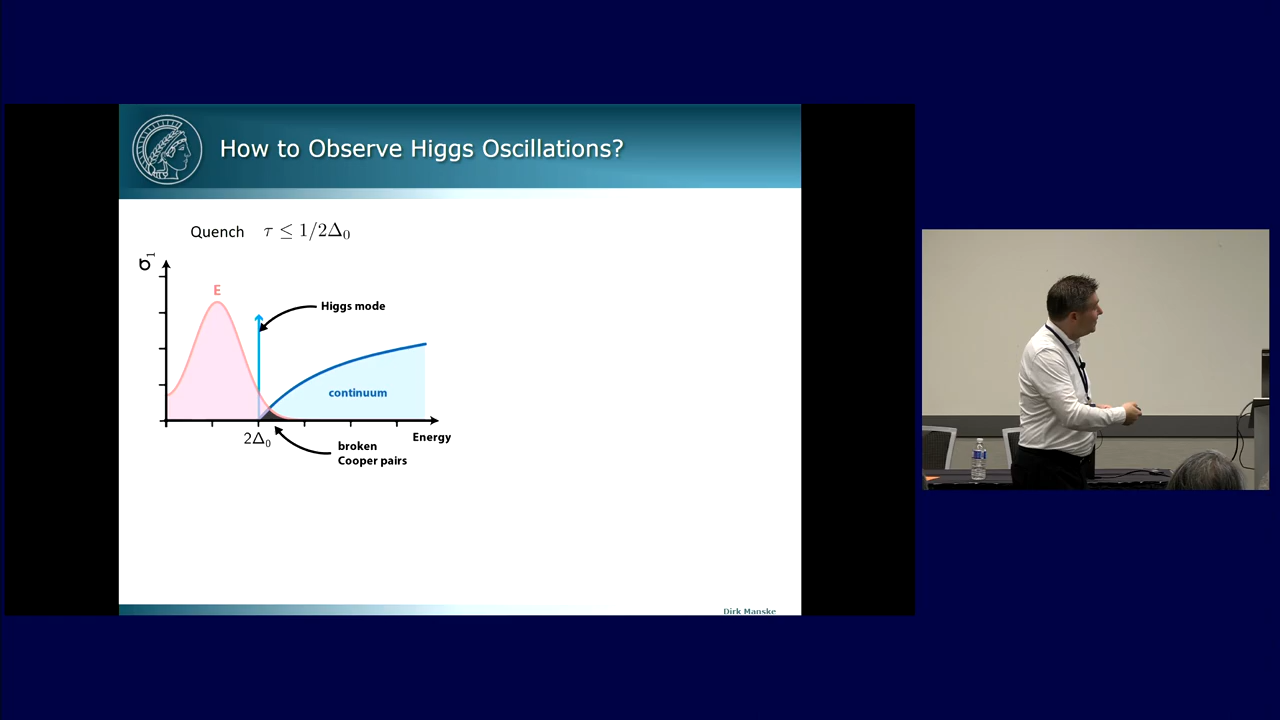 How to Observe Higgs Oscillations?
Quench τ ≤ 1/2Δ₀
σ₁
E
Higgs mode
continuum
2Δ₀
Energy
broken
Cooper pairs
Dirk Manske